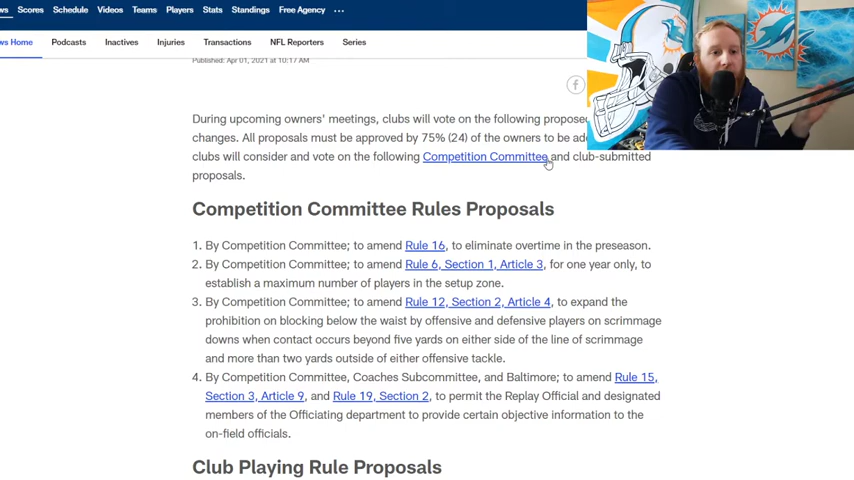 Scores Schedule Videos Teams Players Stats Standings Free Agency ...
Podcasts Inactives Injuries Transactions NFL Reporters Series
Published: Apr 01, 2021 at 10:17 AM
During upcoming owners' meetings, clubs will vote on the following proposed
changes. All proposals must be approved by 75% (24) of the owners to be
clubs will consider and vote on the following Competition Committee and club-submitted
proposals.
Competition Committee Rules Proposals
1. By Competition Committee; to amend Rule 16, to eliminate overtime in the preseason.
2. By Competition Committee; to amend Rule 6, Section 1, Article 3, for one year only, to
establish a maximum number of players in the setup zone.
3. By Competition Committee; to amend Rule 12, Section 2, Article 4, to expand the
prohibition on blocking below the waist by offensive and defensive players on scrimmage
downs when contact occurs beyond five yards on either side of the line of scrimmage
and more than two yards outside of either offensive tackle.
4. By Competition Committee, Coaches Subcommittee, and Baltimore; to amend Rule 15,
Section 3, Article 9, and Rule 19, Section 2, to permit the Replay Official and designated
members of the Officiating department to provide certain objective information to the
on-field officials.
Club Playing Rule Proposals